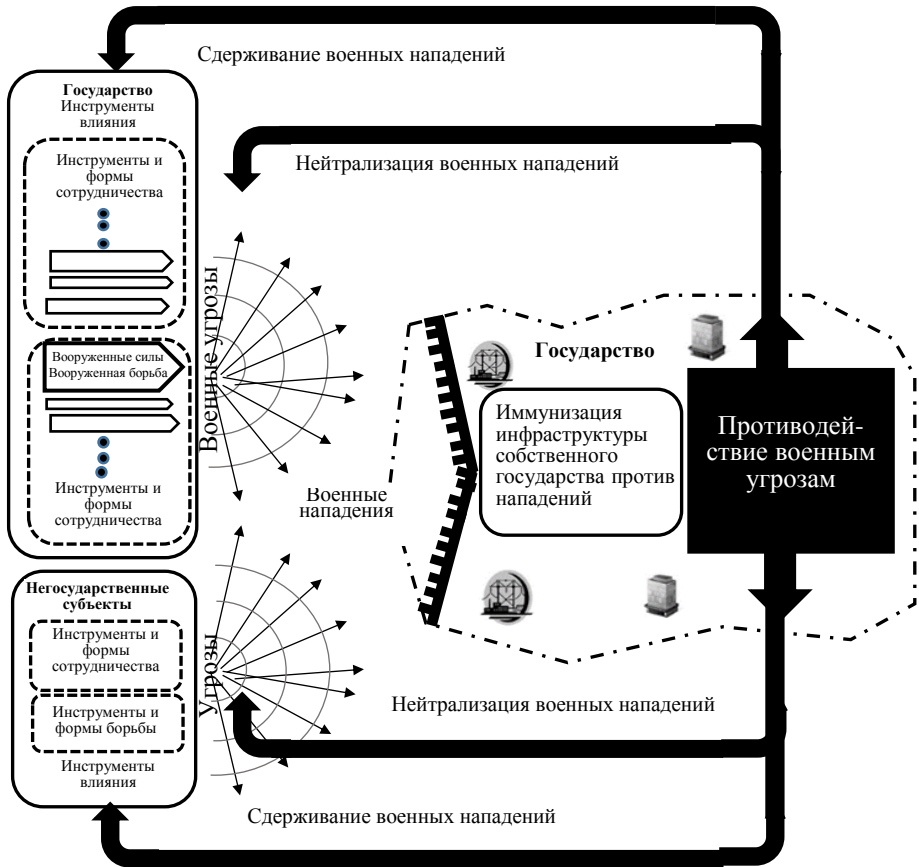 Сдерживание военных нападений
Государство
Инструменты
влияния
Инструменты и
формы
сотрудничества
Нейтрализация военных нападений
Военные угрозы
Вооруженные силы
Вооруженная борьба
Инструменты и
формы
сотрудничества
Военные
нападения
Государство
Иммунизация
инфраструктуры
собственного
государства против
нападений
Противодей-
ствие военным
угрозам
Негосударственные
субъекты
Инструменты и
формы
сотрудничества
Инструменты и
формы борьбы
Инструменты
влияния
Угрозы
Нейтрализация военных нападений
Сдерживание военных нападений